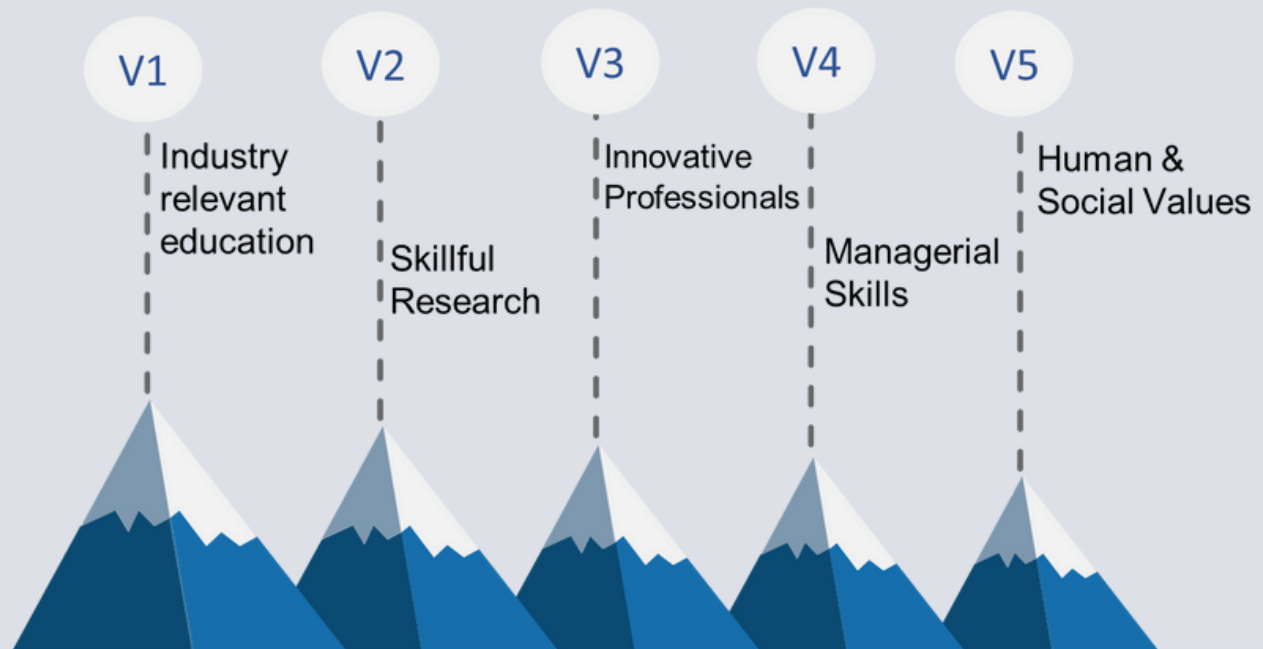 V1
Industry
relevant
education
V2
Skillful
Research
V3
Innovative
Professionals
V4
Managerial
Skills
V5
Human &
Social Values